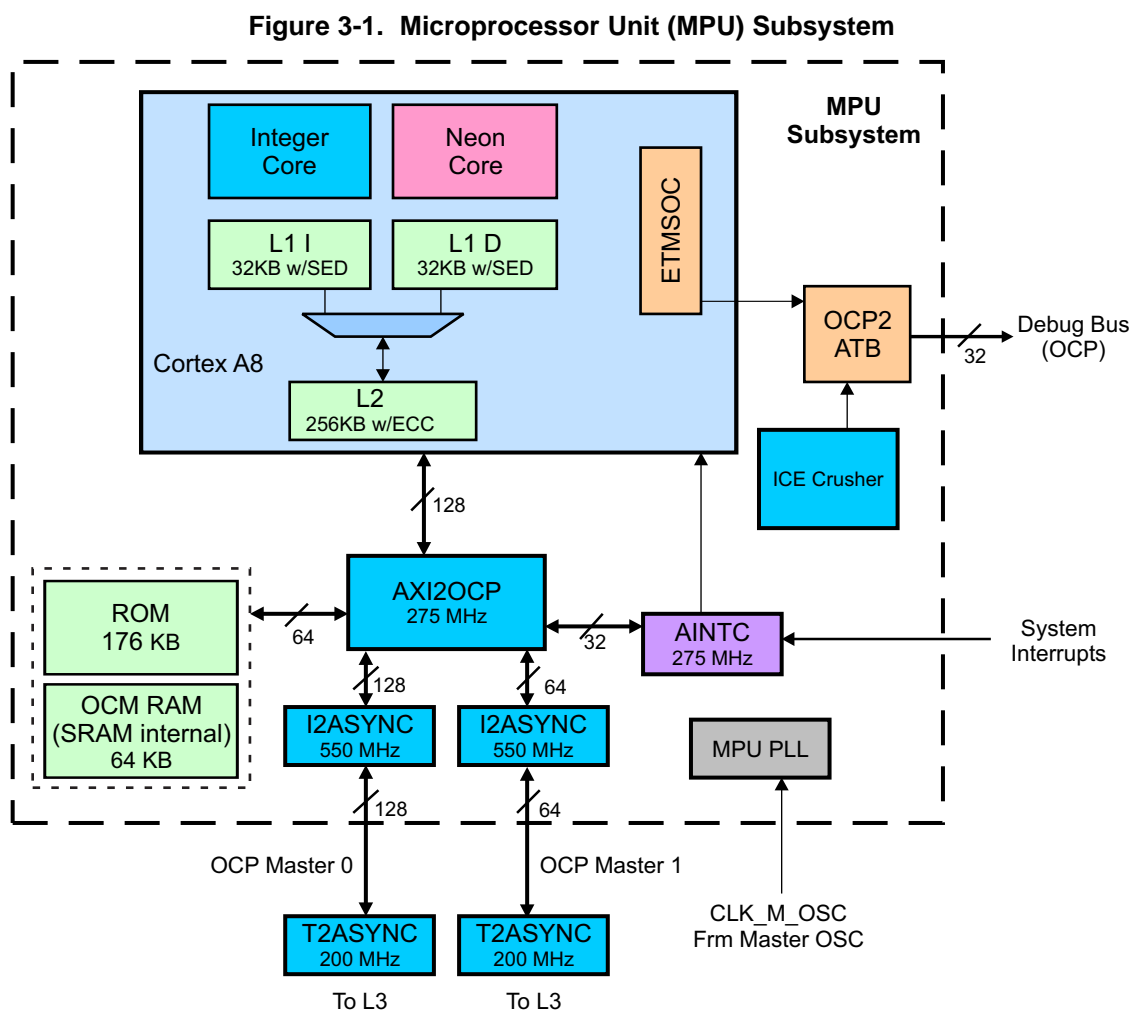 Figure 3-1. Microprocessor Unit (MPU) Subsystem
MPU
Subsystem
Integer
Core
Neon
Core
ETMSOC
L1 I
32KB w/SED
L1 D
32KB w/SED
Cortex A8
L2
256KB w/ECC
OCP2
ATB
32
Debug Bus
(OCP)
ICE Crusher
128
AXI2OCP
275 MHz
ROM
176 KB
64
32
AINTC
275 MHz
System
Interrupts
OCM RAM
(SRAM internal)
64 KB
128
64
I2ASYNC
550 MHz
I2ASYNC
550 MHz
MPU PLL
128
64
OCP Master 0
OCP Master 1
CLK_M_OSC
Frm Master OSC
T2ASYNC
200 MHz
T2ASYNC
200 MHz
To L3
To L3